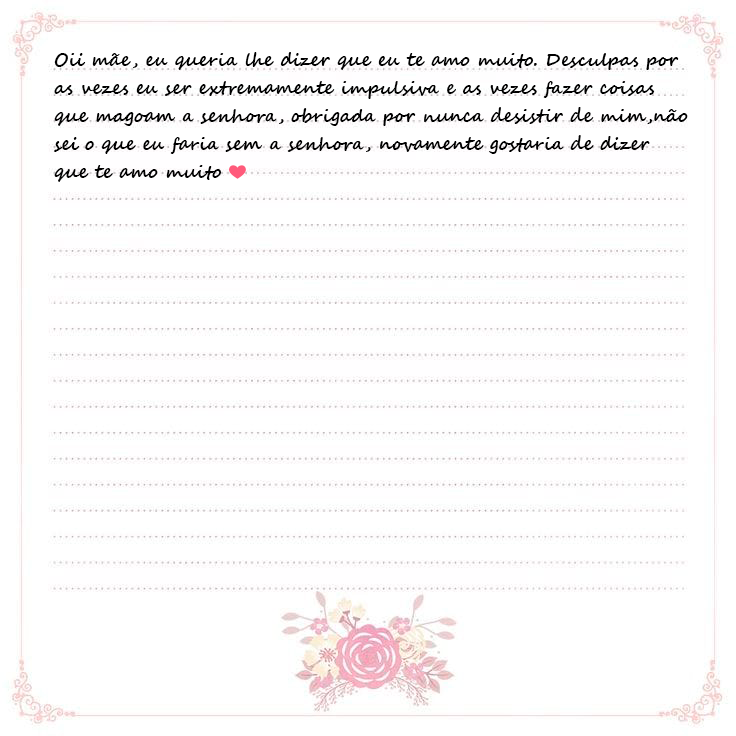 Oii mãe, eu queria lhe dizer que eu te amo muito. Desculpas por
as vezes eu ser extremamente impulsiva e as vezes fazer coisas
que magoam a senhora, obrigada por nunca desistir de mim,não
sei o que eu faria sem a senhora, novamente gostaria de dizer
que te amo muito ❤